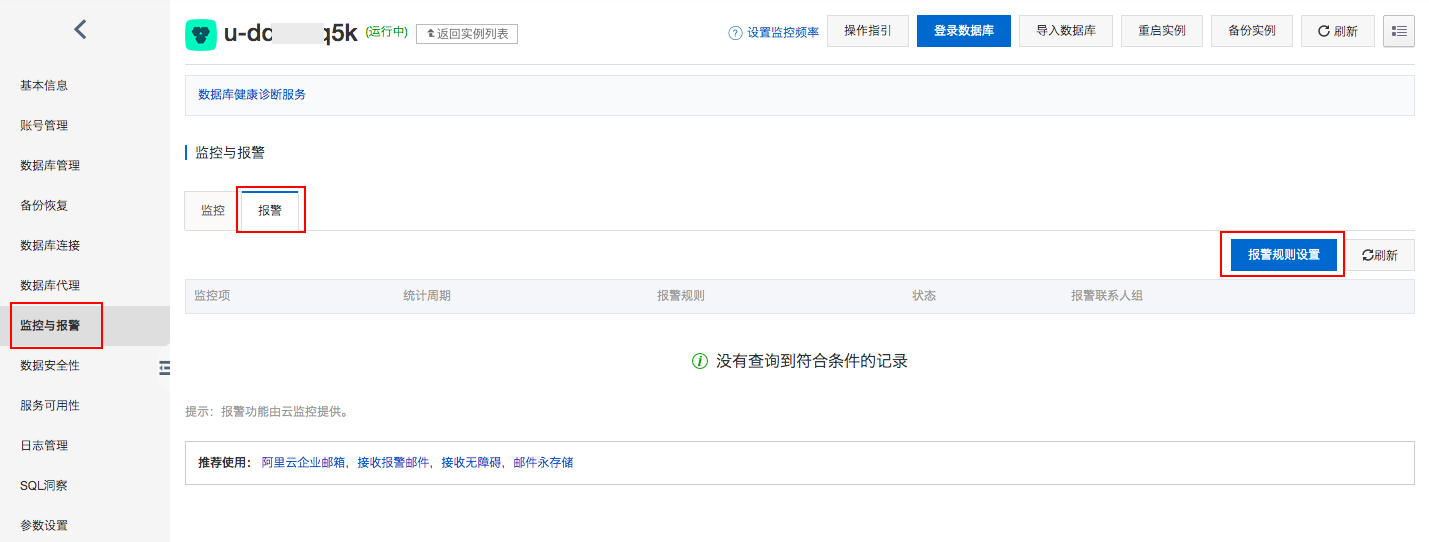 u-dd
q5k
(运行中)
返回实例列表
设置监控频率
操作指引
登录数据库
导入数据库
重启实例
备份实例
刷新
基本信息
账号管理
数据库管理
备份恢复
数据库连接
数据库代理
监控与报警
数据安全性
服务可用性
日志管理
SQL洞察
参数设置
数据库健康诊断服务
监控与报警
监控
报警
报警规则设置
刷新
监控项
统计周期
报警规则
状态
报警联系人组
没有查询到符合条件的记录
提示：报警功能由云监控提供。
推荐使用： 阿里云企业邮箱，接收报警邮件，接收无障碍，邮件永存储